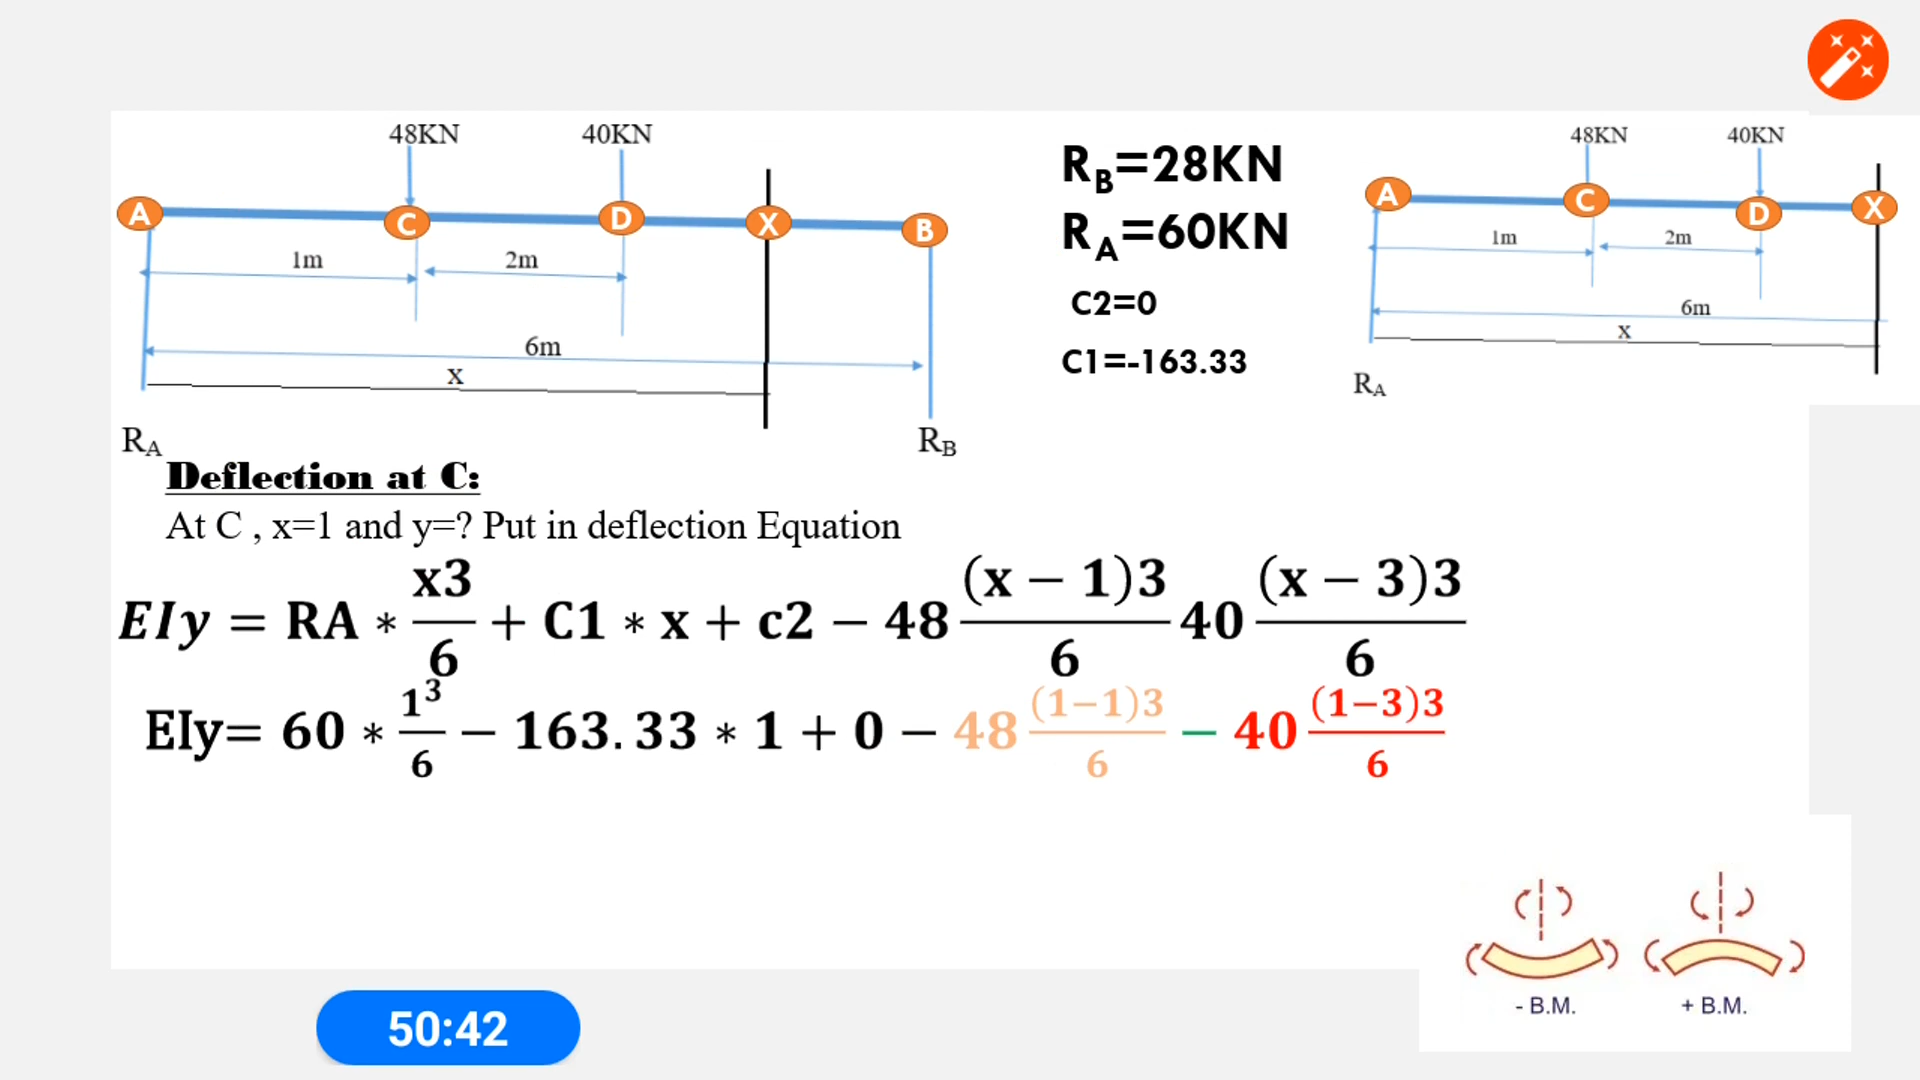 48KN 40KN
A C D X B
1m 2m
6m
x
RA RB
RB=28KN
RA=60KN
C2=0
C1=-163.33
48KN 40KN
A C D X
1m 2m
6m
x
RA
Deflection at C:
At C , x=1 and y=? Put in deflection Equation
EIy = RA * x3/6 + C1 * x + c2 − 48 (x − 1)3/6 40 (x − 3)3/6
EIy= 60 * 1³/6 − 163.33 * 1 + 0 − 48 (1−1)3/6 − 40 (1−3)3/6
- B.M. + B.M.
50:42